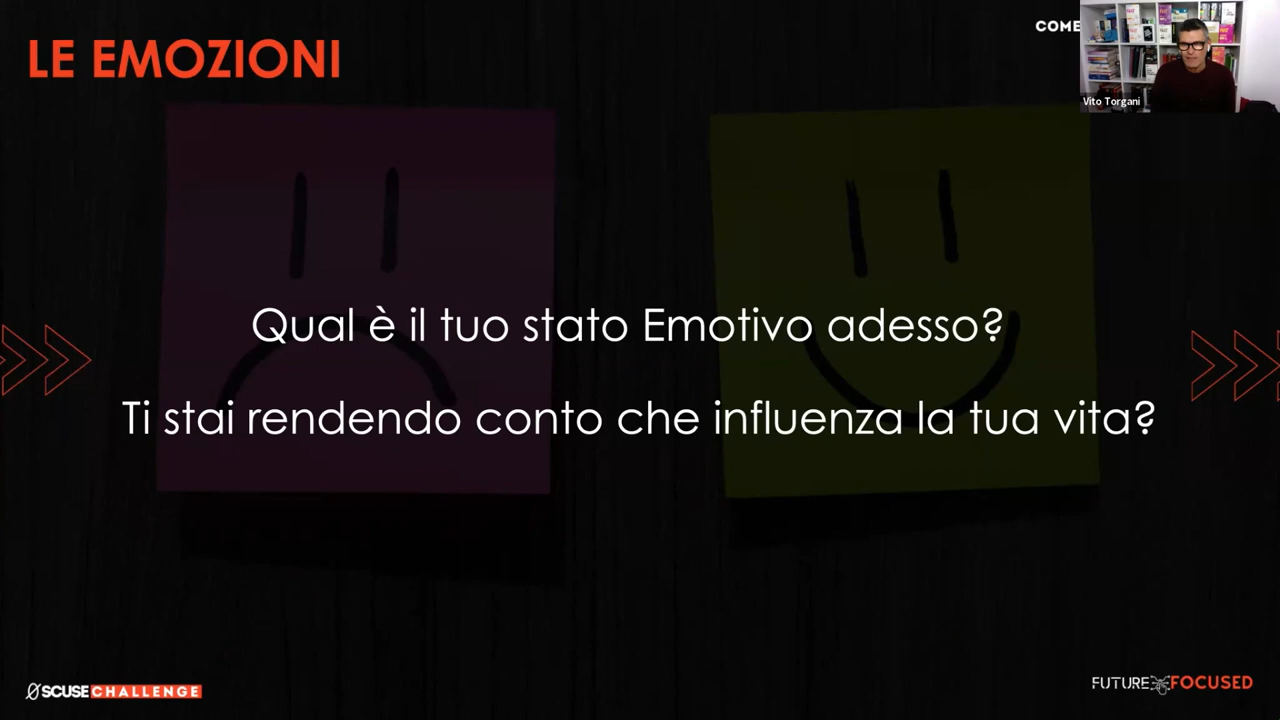 LE EMOZIONI
COME
Vito Torgani
Qual è il tuo stato Emotivo adesso?
Ti stai rendendo conto che influenza la tua vita?
ØSCUSE CHALLENGE
FUTURE FOCUSED